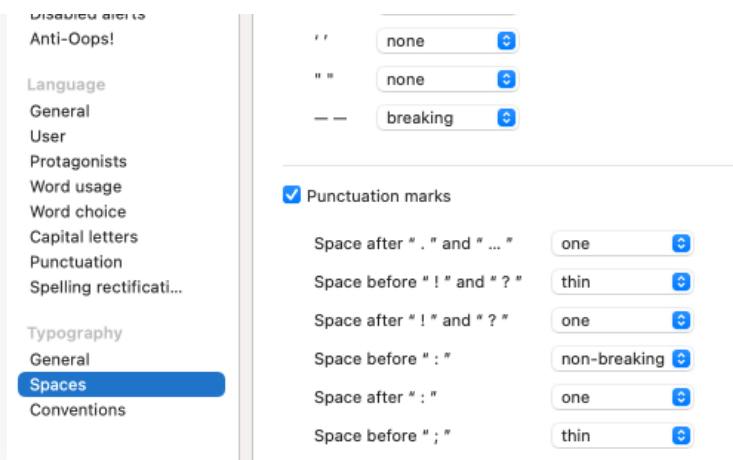 Disabled alerts
Anti-Oops!
Language
General
User
Protagonists
Word usage
Word choice
Capital letters
Punctuation
Spelling rectificati...
Typography
General
Spaces
Conventions
' ' none
" " none
— — breaking
Punctuation marks
Space after “ . ” and “ ... ” one
Space before “ ! ” and “ ? ” thin
Space after “ ! ” and “ ? ” one
Space before “ : ” non-breaking
Space after “ : ” one
Space before “ ; ” thin